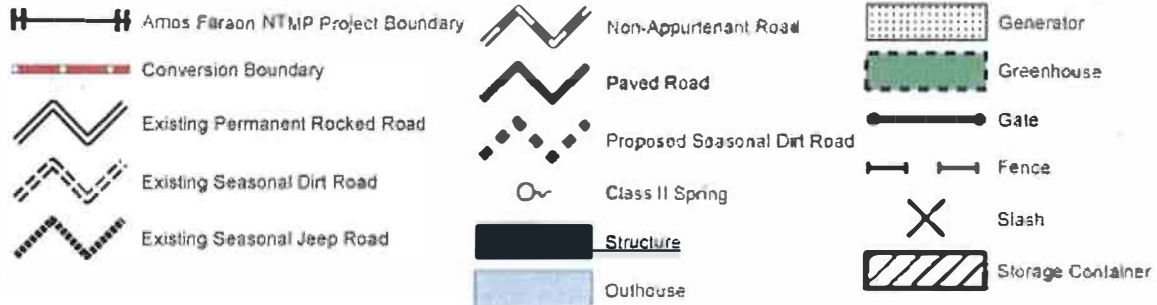 Amos Faraon NTMP Project Boundary
Conversion Boundary
Existing Permanent Rocked Road
Existing Seasonal Dirt Road
Existing Seasonal Jeep Road
Non-Appurtenant Road
Paved Road
Proposed Seasonal Dirt Road
Class II Spring
Structure
Outhouse
Generator
Greenhouse
Gate
Fence
Slash
Storage Container